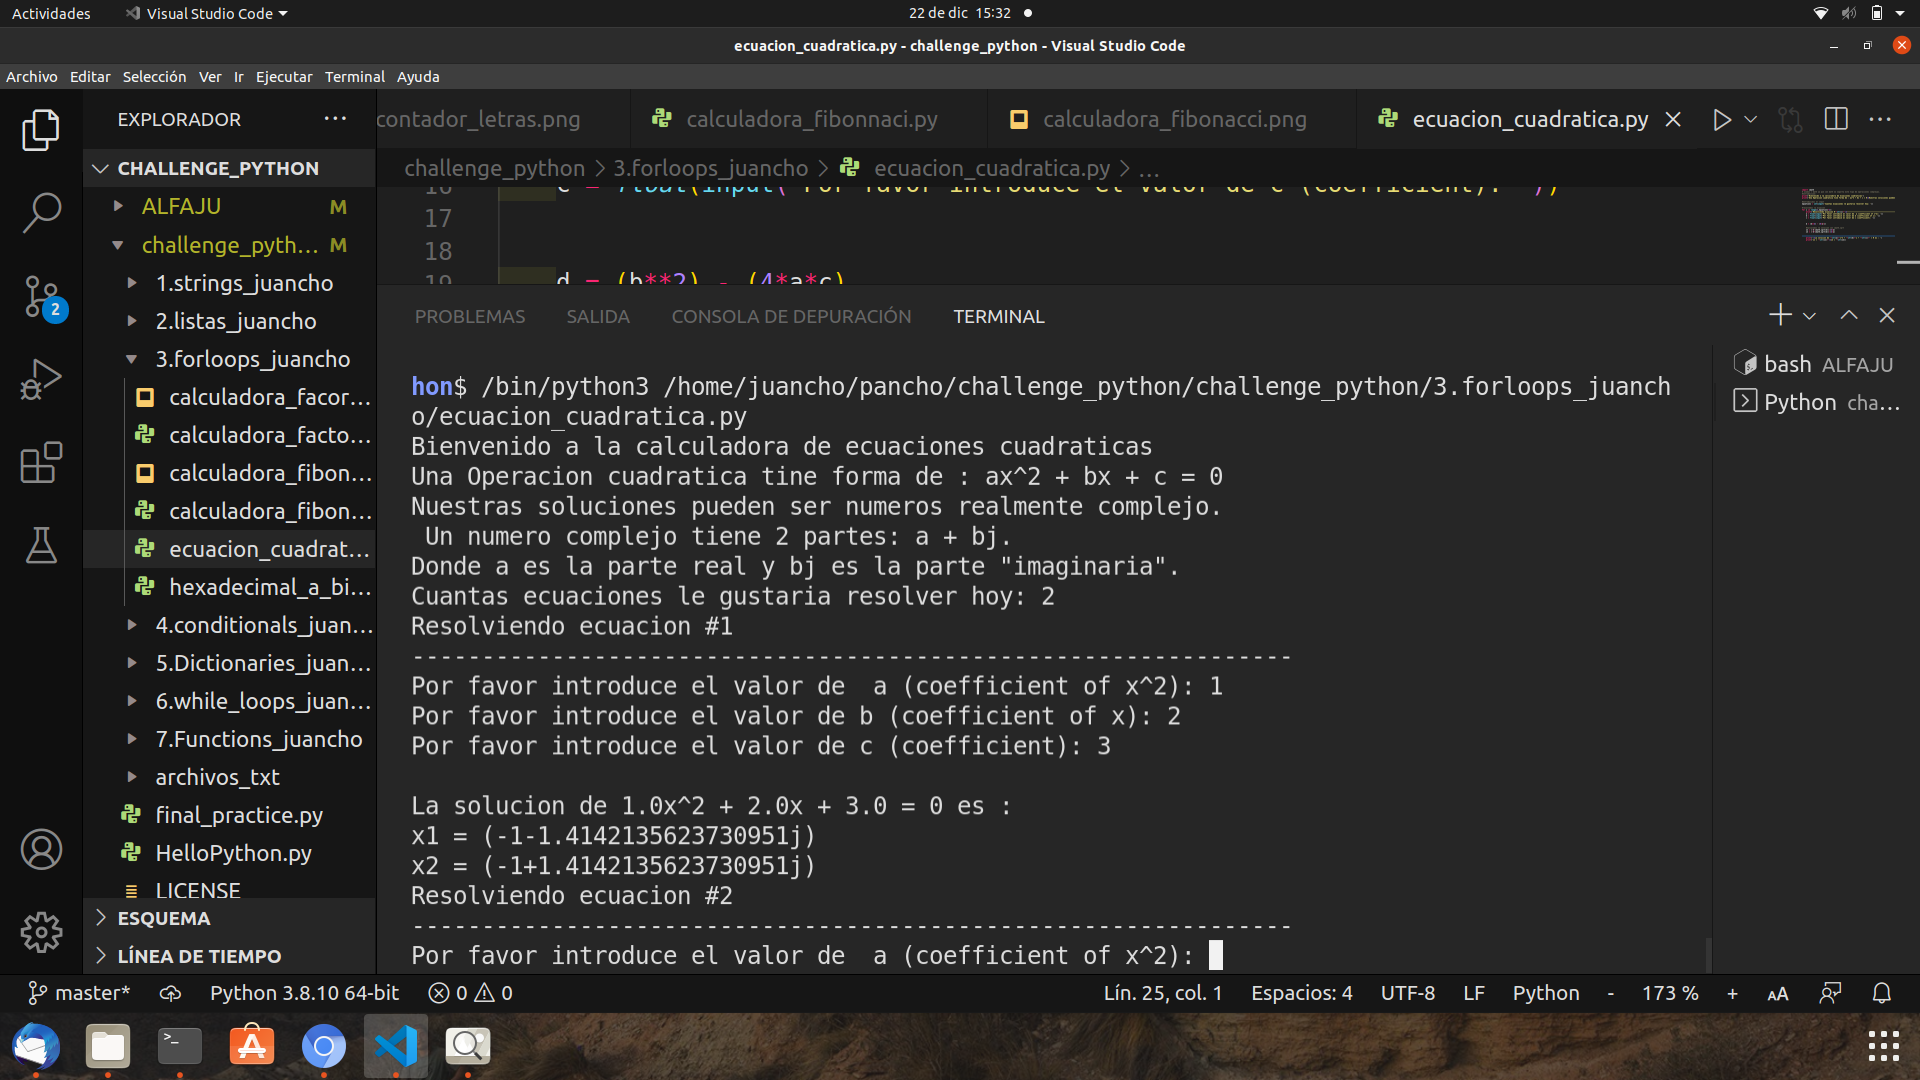 Actividades Visual Studio Code 22 de dic 15:32
ecuacion_cuadratica.py - challenge_python - Visual Studio Code
Archivo Editar Selección Ver Ir Ejecutar Terminal Ayuda
EXPLORADOR
CHALLENGE_PYTHON
ALFAJU M
challenge_pyth... M
1.strings_juancho
2.listas_juancho
3.forloops_juancho
calculadora_facor...
calculadora_facto...
calculadora_fibon...
calculadora_fibon...
ecuacion_cuadrat...
hexadecimal_a_bi...
4.conditionals_juan...
5.Dictionaries_juan...
6.while_loops_juan...
7.Functions_juancho
archivos_txt
final_practice.py
HelloPython.py
LICENSE
ESQUEMA
LÍNEA DE TIEMPO
2
contador_letras.png calculadora_fibonnaci.py calculadora_fibonacci.png ecuacion_cuadratica.py
challenge_python > 3.forloops_juancho > ecuacion_cuadratica.py > ...
16 c = float(input("Por favor introduce el valor de c (coefficient): "))
17
18
19 d = (b**2) - (4*a*c)
PROBLEMAS SALIDA CONSOLA DE DEPURACIÓN TERMINAL
hon$ /bin/python3 /home/juancho/pancho/challenge_python/challenge_python/3.forloops_juanch
o/ecuacion_cuadratica.py
Bienvenido a la calculadora de ecuaciones cuadraticas
Una Operacion cuadratica tine forma de : ax^2 + bx + c = 0
Nuestras soluciones pueden ser numeros realmente complejo.
Un numero complejo tiene 2 partes: a + bj.
Donde a es la parte real y bj es la parte "imaginaria".
Cuantas ecuaciones le gustaria resolver hoy: 2
Resolviendo ecuacion #1
---------------------------------------------------------------
Por favor introduce el valor de  a (coefficient of x^2): 1
Por favor introduce el valor de b (coefficient of x): 2
Por favor introduce el valor de c (coefficient): 3
La solucion de 1.0x^2 + 2.0x + 3.0 = 0 es :
x1 = (-1-1.4142135623730951j)
x2 = (-1+1.4142135623730951j)
Resolviendo ecuacion #2
---------------------------------------------------------------
Por favor introduce el valor de  a (coefficient of x^2):
bash ALFAJU
Python cha...
master* Python 3.8.10 64-bit 0 0 Lín. 25, col. 1 Espacios: 4 UTF-8 LF Python - 173 % +